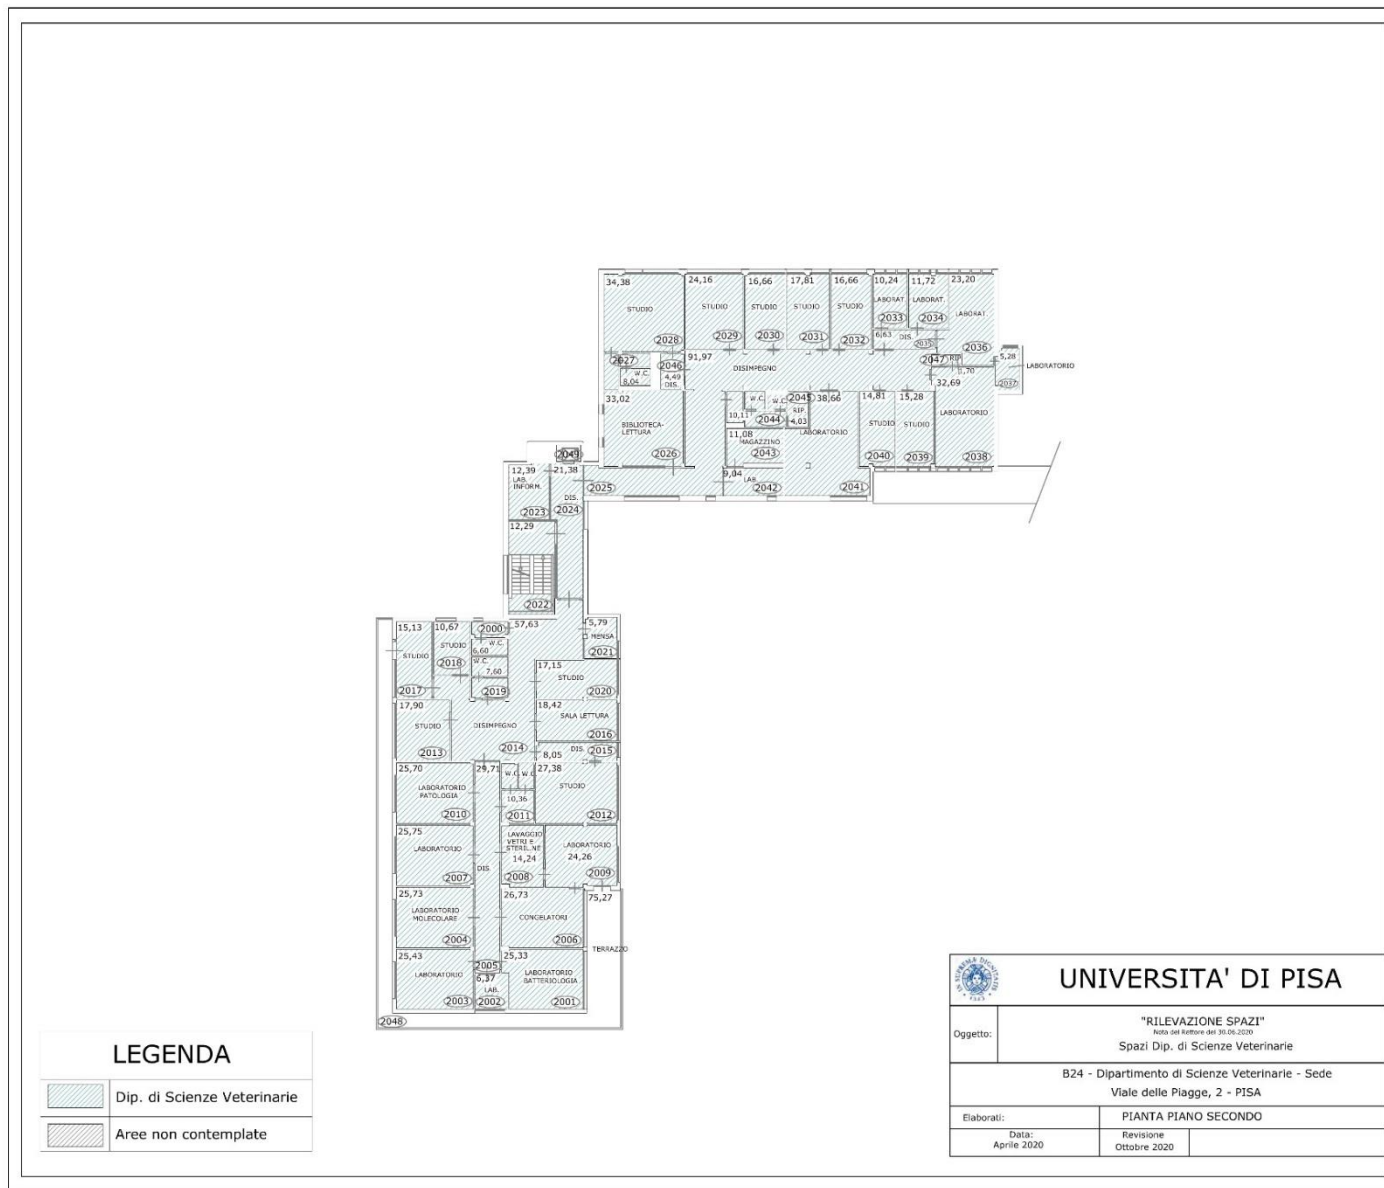 34,38
STUDIO
2028
24,16
STUDIO
2029
16,66
STUDIO
2030
17,81
STUDIO
2031
16,66
STUDIO
2032
10,24
LABORAT.
2033
11,72
LABORAT.
2034
23,20
LABORAT.
2036
6,63
DIS.
2035
2047
RIP.
5,28
LABORATORIO
2037
2027
W.C.
8,04
2046
4,49
DIS.
91,97
DISIMPEGNO
32,69
LABORATORIO
2038
33,02
BIBLIOTECA-
LETTURA
2026
10,11
W.C.
W.C.
2044
2045
RIP.
4,03
38,66
LABORATORIO
2041
14,81
STUDIO
2040
15,28
STUDIO
2039
11,08
MAGAZZINO
2043
9,04
LAB.
2042
2049
2025
12,39
LAB.
INFORM.
2023
21,38
DIS.
2024
12,29
2022
15,13
STUDIO
2017
10,67
STUDIO
2018
2000
57,63
W.C.
6,60
W.C.
7,60
2019
5,79
MENSA
2021
17,15
STUDIO
2020
17,90
STUDIO
2013
DISIMPEGNO
2014
18,42
SALA LETTURA
2016
DIS.
2015
8,05
25,70
LABORATORIO
PATOLOGIA
2010
29,71
W.C.
W.C.
10,36
2011
27,38
STUDIO
2012
25,75
LABORATORIO
2007
DIS.
LAVAGGIO
VETRI E
STERIL.NE
14,24
2008
LABORATORIO
24,26
2009
25,73
LABORATORIO
MOLECOLARE
2004
26,73
CONGELATORI
2006
75,27
TERRAZZO
25,43
LABORATORIO
2003
2005
6,37
LAB.
2002
25,33
LABORATORIO
BATTERIOLOGIA
2001
2048
LEGENDA
Dip. di Scienze Veterinarie
Aree non contemplate
UNIVERSITA' DI PISA
Oggetto:
"RILEVAZIONE SPAZI"
Nota del Rettore del 30.06.2020
Spazi Dip. di Scienze Veterinarie
B24 - Dipartimento di Scienze Veterinarie - Sede
Viale delle Piagge, 2 - PISA
Elaborati:
PIANTA PIANO SECONDO
Data:
Aprile 2020
Revisione
Ottobre 2020